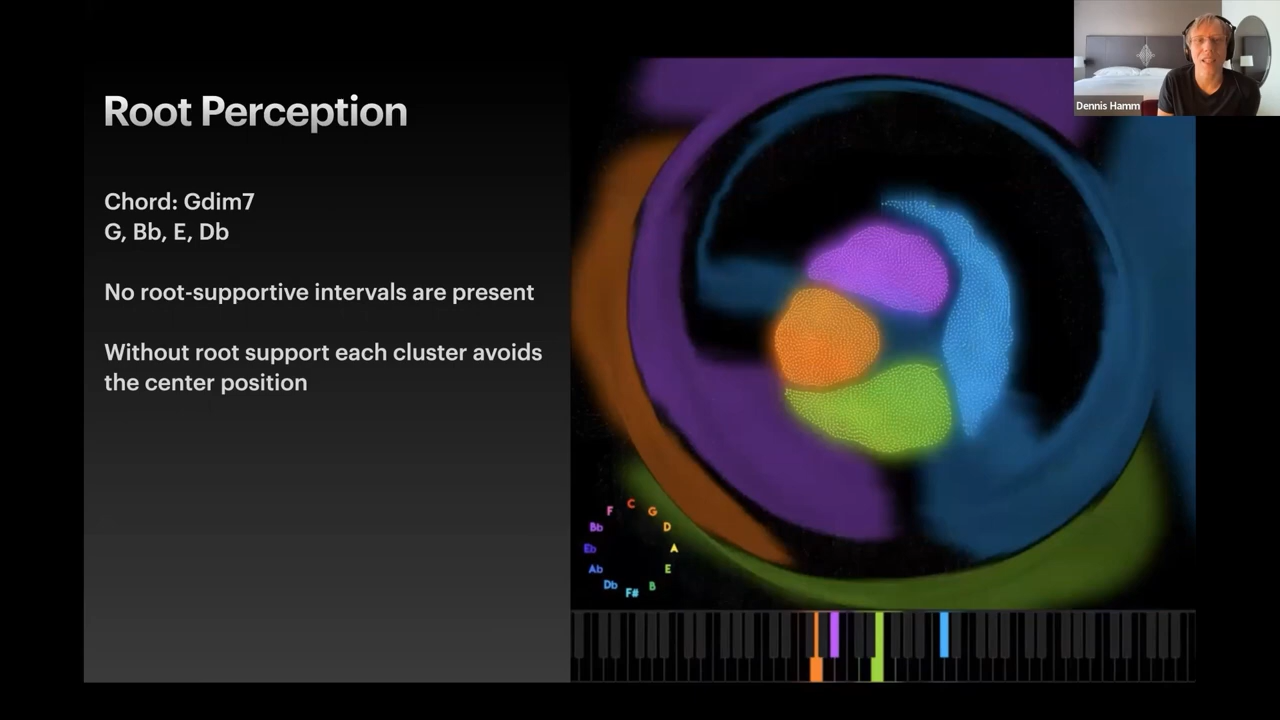 Root Perception
Dennis Hamm
Chord: Gdim7
G, Bb, E, Db
No root-supportive intervals are present
Without root support each cluster avoids
the center position
C
F
G
Bb
D
Eb
A
Ab
E
Db
B
F#